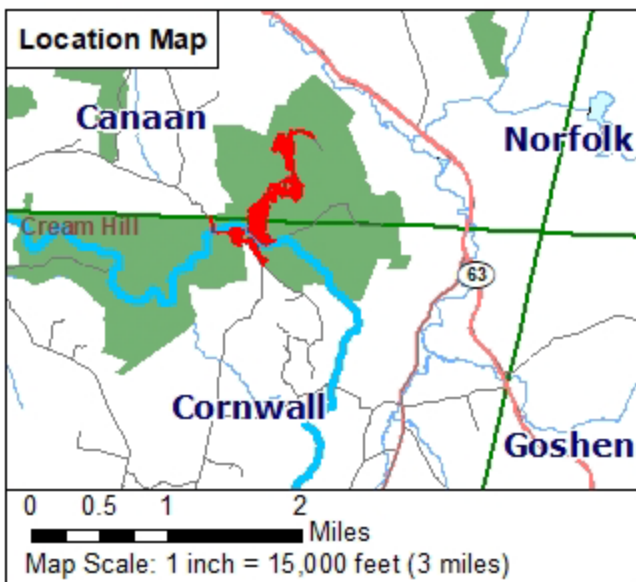 Location Map
Canaan
Norfolk
Cream Hill
63
Cornwall
Goshen
0 0.5 1 2
Miles
Map Scale: 1 inch = 15,000 feet (3 miles)